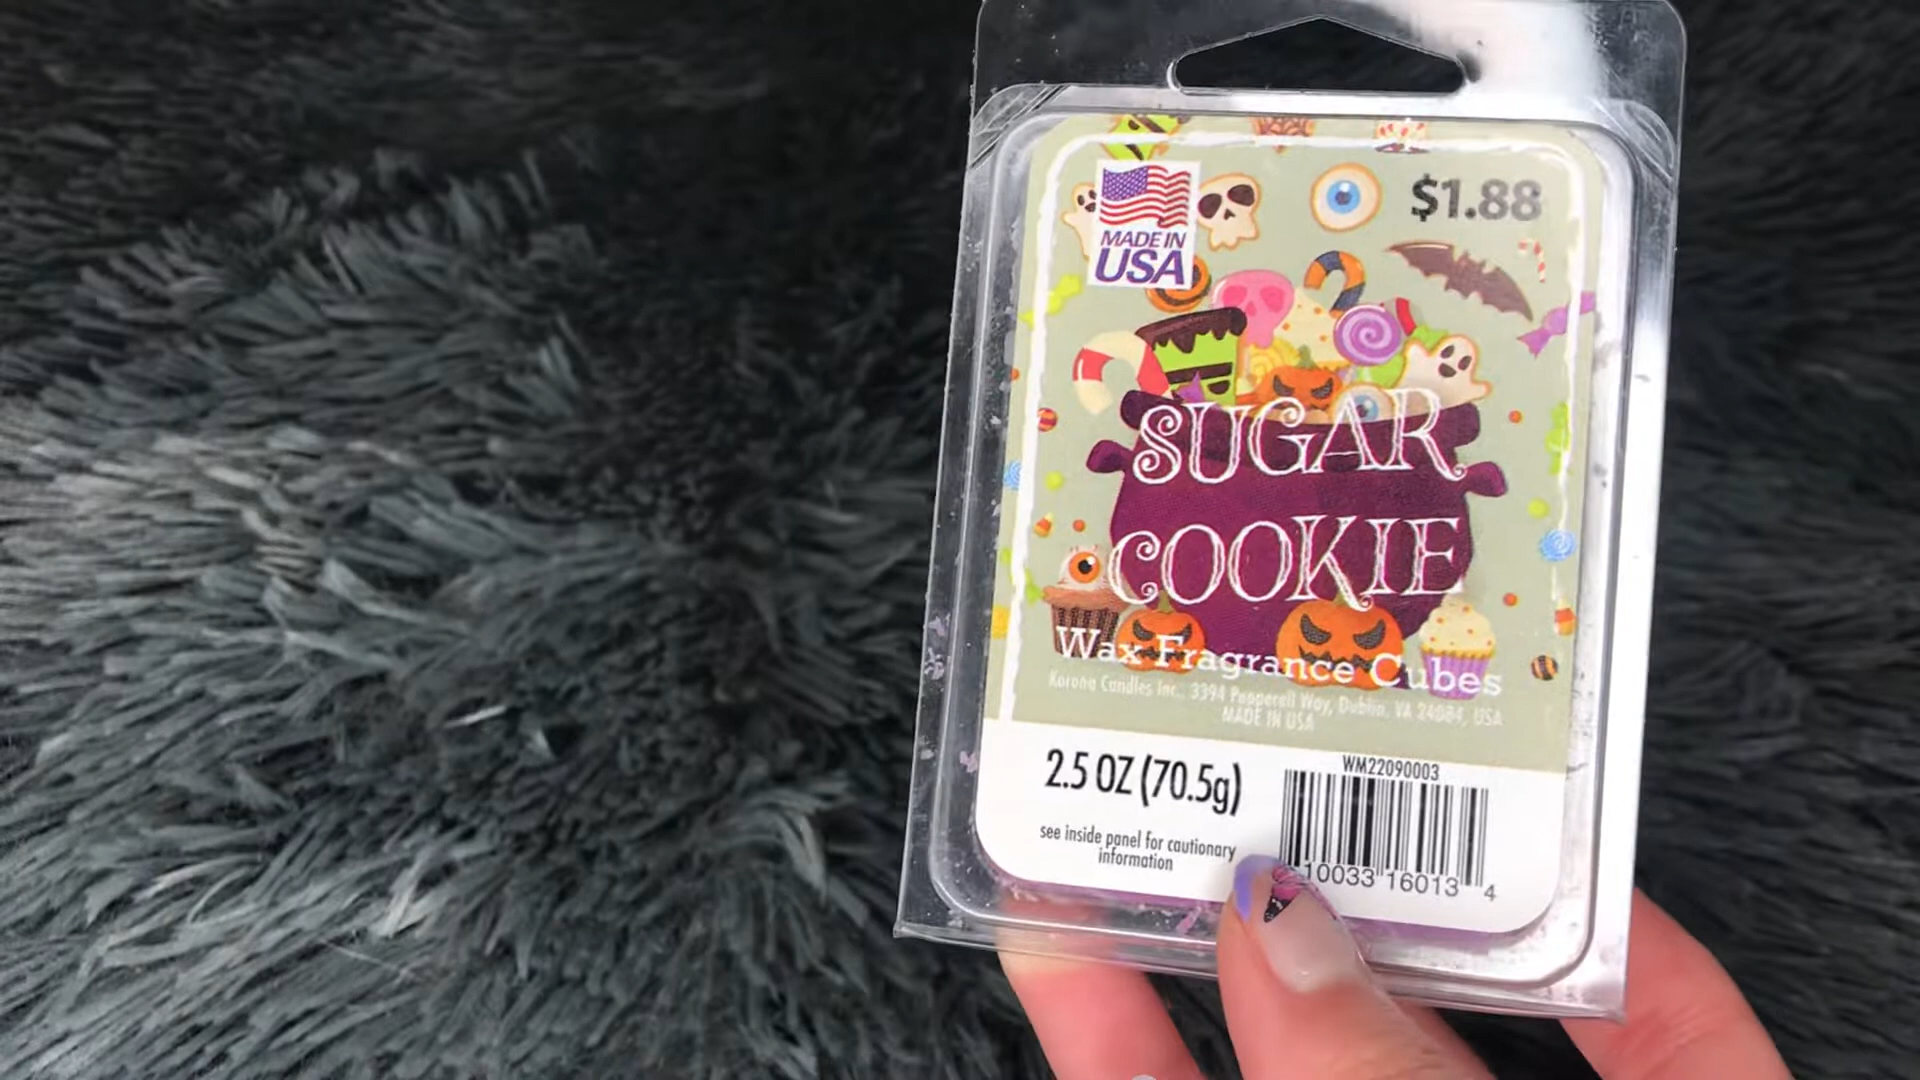 MADE IN
USA
$1.88
SUGAR
COOKIE
Wax Fragrance Cubes
Korona Candles Inc., 3394 Pepperell Way, Dublin, VA 24084, USA
MADE IN USA
2.5 OZ (70.5g)
see inside panel for cautionary
information
WM22090003
10033 16013 4